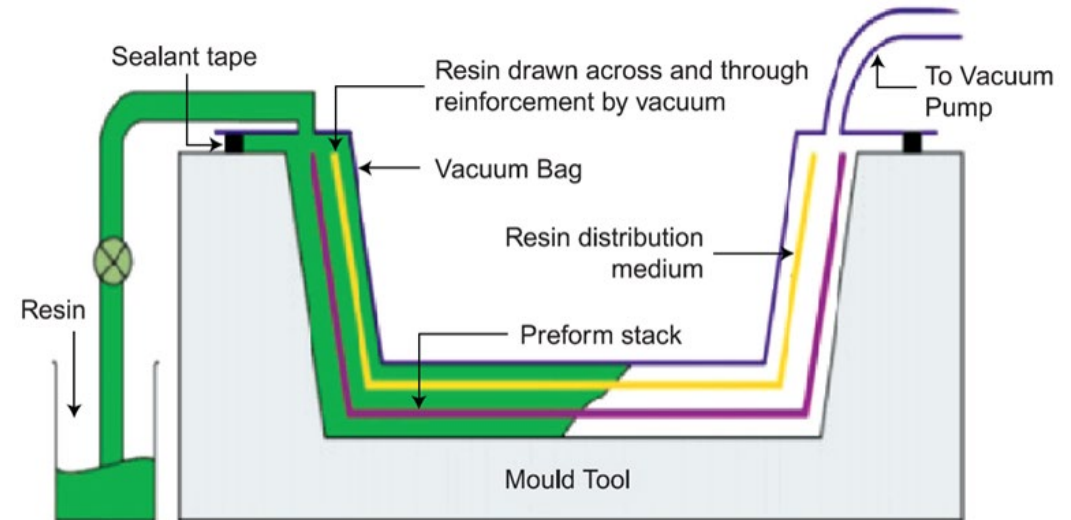 Sealant tape
Resin drawn across and through
reinforcement by vacuum
To Vacuum
Pump
Vacuum Bag
Resin distribution
medium
Resin
Preform stack
Mould Tool